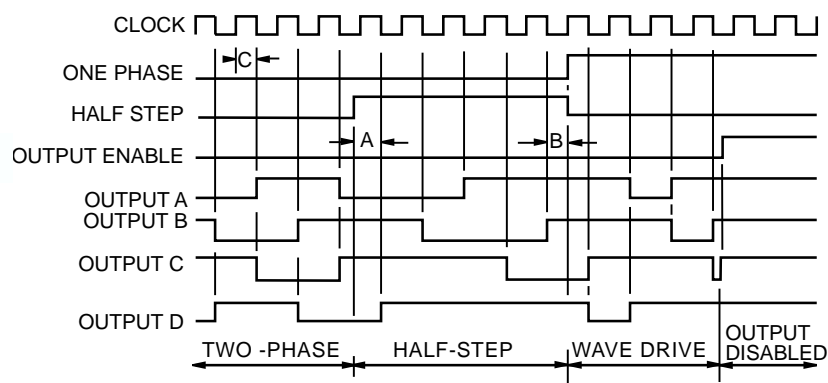 CLOCK
C
ONE PHASE
HALF STEP
A
B
OUTPUT ENABLE
OUTPUT A
OUTPUT B
OUTPUT C
OUTPUT D
TWO -PHASE
HALF-STEP
WAVE DRIVE
OUTPUT
DISABLED